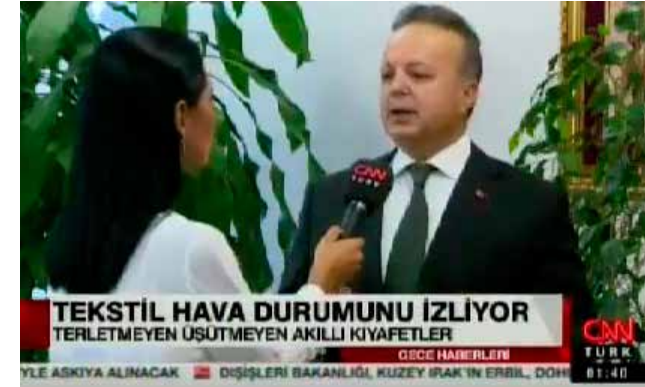 CNN
TÜRK
TEKSTİL HAVA DURUMUNU İZLİYOR
TERLETMEYEN ÜŞÜTMEYEN AKILLI KIYAFETLER
GECE HABERLERİ
CNN
TÜRK
YLE ASKIYA ALINACAK DIŞİŞLERİ BAKANLIĞI, KUZEY IRAK'IN ERBİL, DOH
01:40